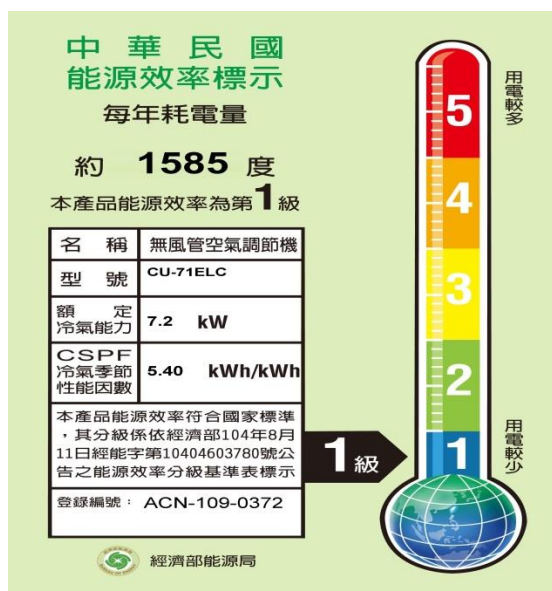 中華民國
能源效率標示
每年耗電量
約 1585 度
本產品能源效率為第1級
名 稱 無風管空氣調節機
型 號 CU-71ELC
額 定
冷氣能力 7.2 kW
CSPF
冷氣季節
性能因數 5.40 kWh/kWh
本產品能源效率符合國家標準
，其分級係依經濟部104年8月
11日經能字第10404603780號公
告之能源效率分級基準表標示
登錄編號： ACN-109-0372
經濟部能源局
1級
用電較多
5
4
3
2
1
用電較少